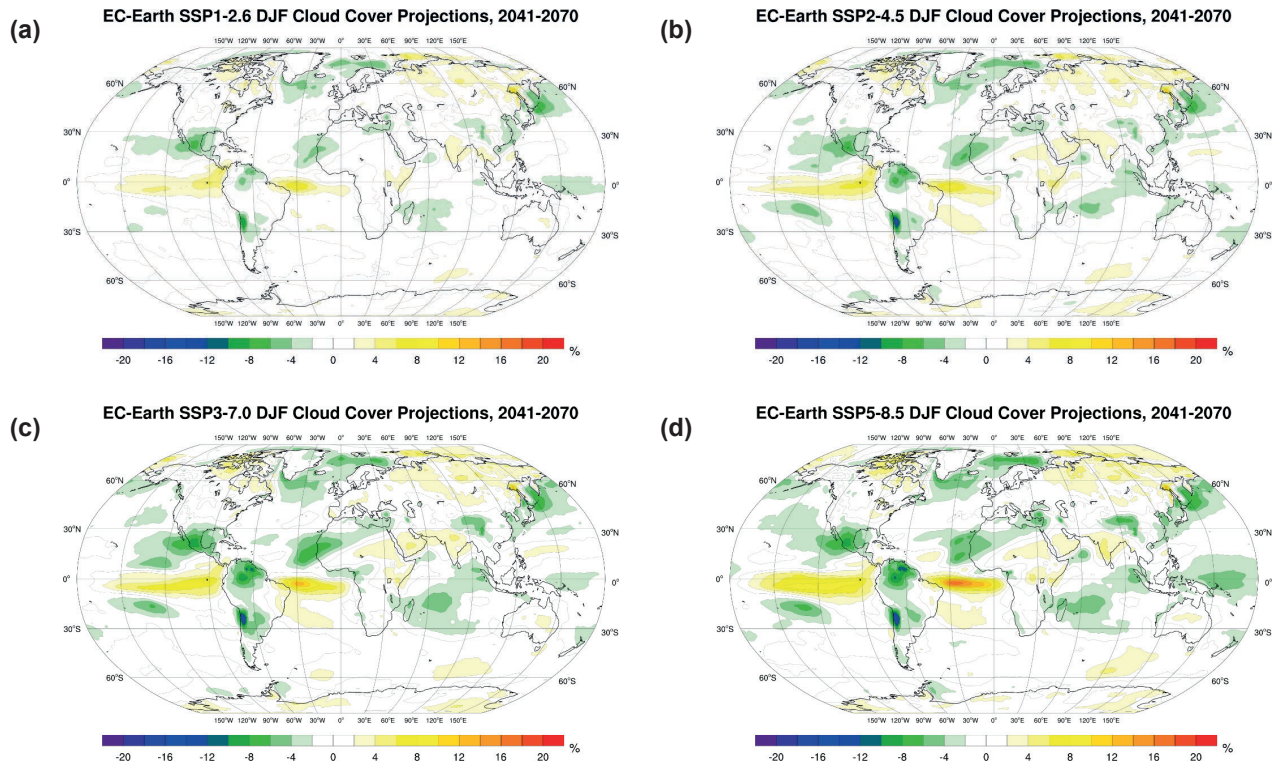 (a)
EC-Earth SSP1-2.6 DJF Cloud Cover Projections, 2041-2070
150°W 120°W 90°W 60°W 30°W 0° 30°E 60°E 90°E 120°E 150°E
60°N 60°N
30°N 30°N
0° 0°
30°S 30°S
60°S 60°S
150°W 120°W 90°W 60°W 30°W 0° 30°E 60°E 90°E 120°E 150°E
-20 -16 -12 -8 -4 0 4 8 12 16 20 %
(b)
EC-Earth SSP2-4.5 DJF Cloud Cover Projections, 2041-2070
150°W 120°W 90°W 60°W 30°W 0° 30°E 60°E 90°E 120°E 150°E
60°N 60°N
30°N 30°N
0° 0°
30°S 30°S
60°S 60°S
150°W 120°W 90°W 60°W 30°W 0° 30°E 60°E 90°E 120°E 150°E
-20 -16 -12 -8 -4 0 4 8 12 16 20 %
(c)
EC-Earth SSP3-7.0 DJF Cloud Cover Projections, 2041-2070
150°W 120°W 90°W 60°W 30°W 0° 30°E 60°E 90°E 120°E 150°E
60°N 60°N
30°N 30°N
0° 0°
30°S 30°S
60°S 60°S
150°W 120°W 90°W 60°W 30°W 0° 30°E 60°E 90°E 120°E 150°E
-20 -16 -12 -8 -4 0 4 8 12 16 20 %
(d)
EC-Earth SSP5-8.5 DJF Cloud Cover Projections, 2041-2070
150°W 120°W 90°W 60°W 30°W 0° 30°E 60°E 90°E 120°E 150°E
60°N 60°N
30°N 30°N
0° 0°
30°S 30°S
60°S 60°S
150°W 120°W 90°W 60°W 30°W 0° 30°E 60°E 90°E 120°E 150°E
-20 -16 -12 -8 -4 0 4 8 12 16 20 %